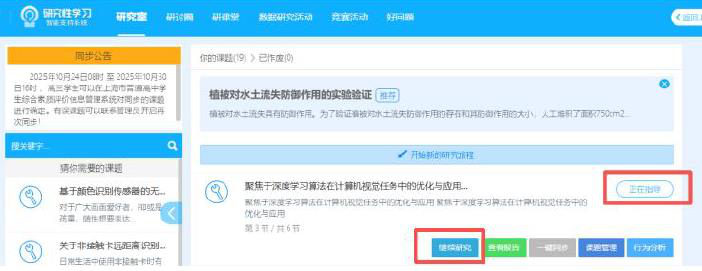 研究性学习
智能支持系统
研究室
研讨圈
研课堂
数据研究活动
竞赛活动
好问题
返回
同步公告
2025年10月24日08时 至 2025年10月30
日16时，高三学生可以在上海市普通高中学
生综合素质评价信息管理系统对同步的课题
进行确定。有误课题可以联系管理员开启再
次同步！
搜关键字...
猜你需要的课题
基于颜色识别传感器的无...
对于广大画画爱好者，抑或是
孩童，随性想要表达...
关于非接触卡远距离识别...
日常生活中使用非接触卡时有
你的课题(19) > 已作废(0)
植被对水土流失防御作用的实验验证
推荐
植被对水土流失具有防御作用。为了验证植被对水土流失防御作用的存在和其防御作用的大小，人工堆积了面积750cm2...
开始新的研究旅程
聚焦于深度学习算法在计算机视觉任务中的优化与应用...
正在指导
聚焦于深度学习算法在计算机视觉任务中的优化与应用 聚焦于深度学习算法在计算机视觉任务中的
优化与应用
第 3 节 / 共 6 节
继续研究
查看报告
一键同步
课题管理
行为分析